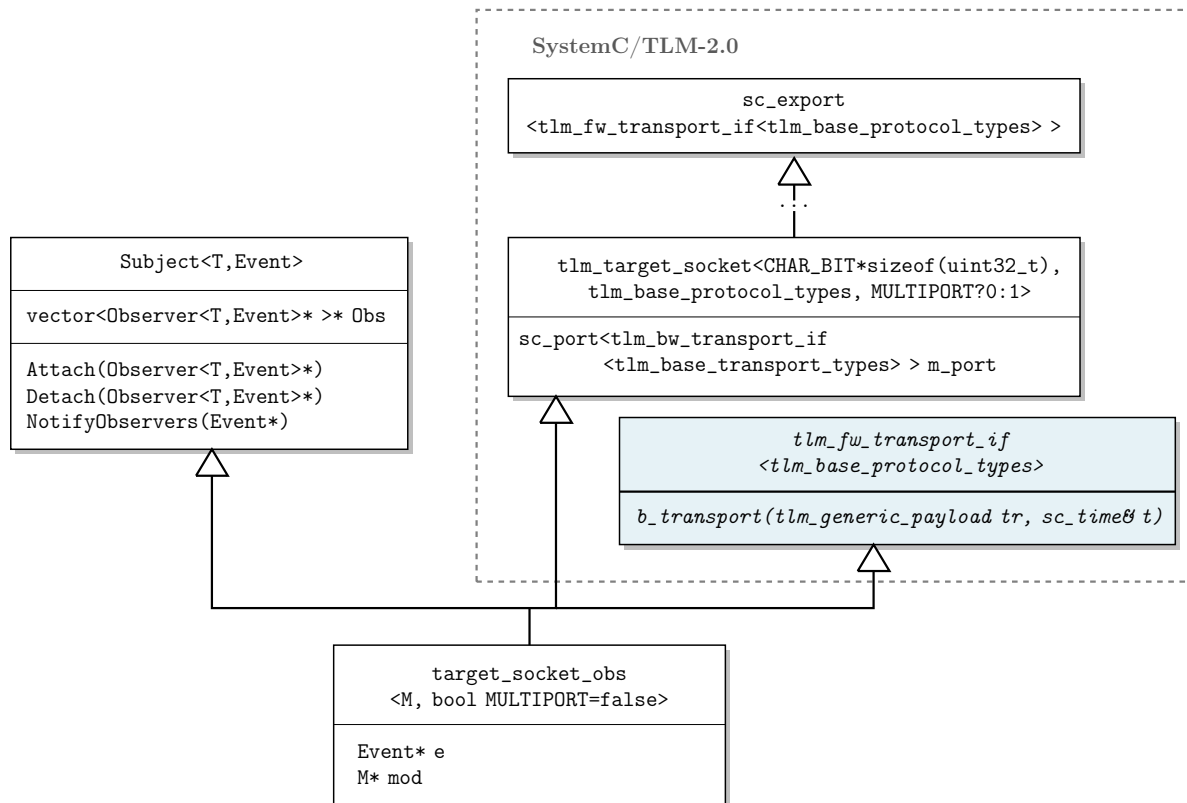 SystemC/TLM-2.0
sc_export
<tlm_fw_transport_if<tlm_base_protocol_types> >
...
Subject<T,Event>
vector<Observer<T,Event>* >* Obs
Attach(Observer<T,Event>*)
Detach(Observer<T,Event>*)
NotifyObservers(Event*)
tlm_target_socket<CHAR_BIT*sizeof(uint32_t),
tlm_base_protocol_types, MULTIPORT?0:1>
sc_port<tlm_bw_transport_if
<tlm_base_transport_types> > m_port
tlm_fw_transport_if
<tlm_base_protocol_types>
b_transport(tlm_generic_payload tr, sc_time& t)
target_socket_obs
<M, bool MULTIPORT=false>
Event* e
M* mod